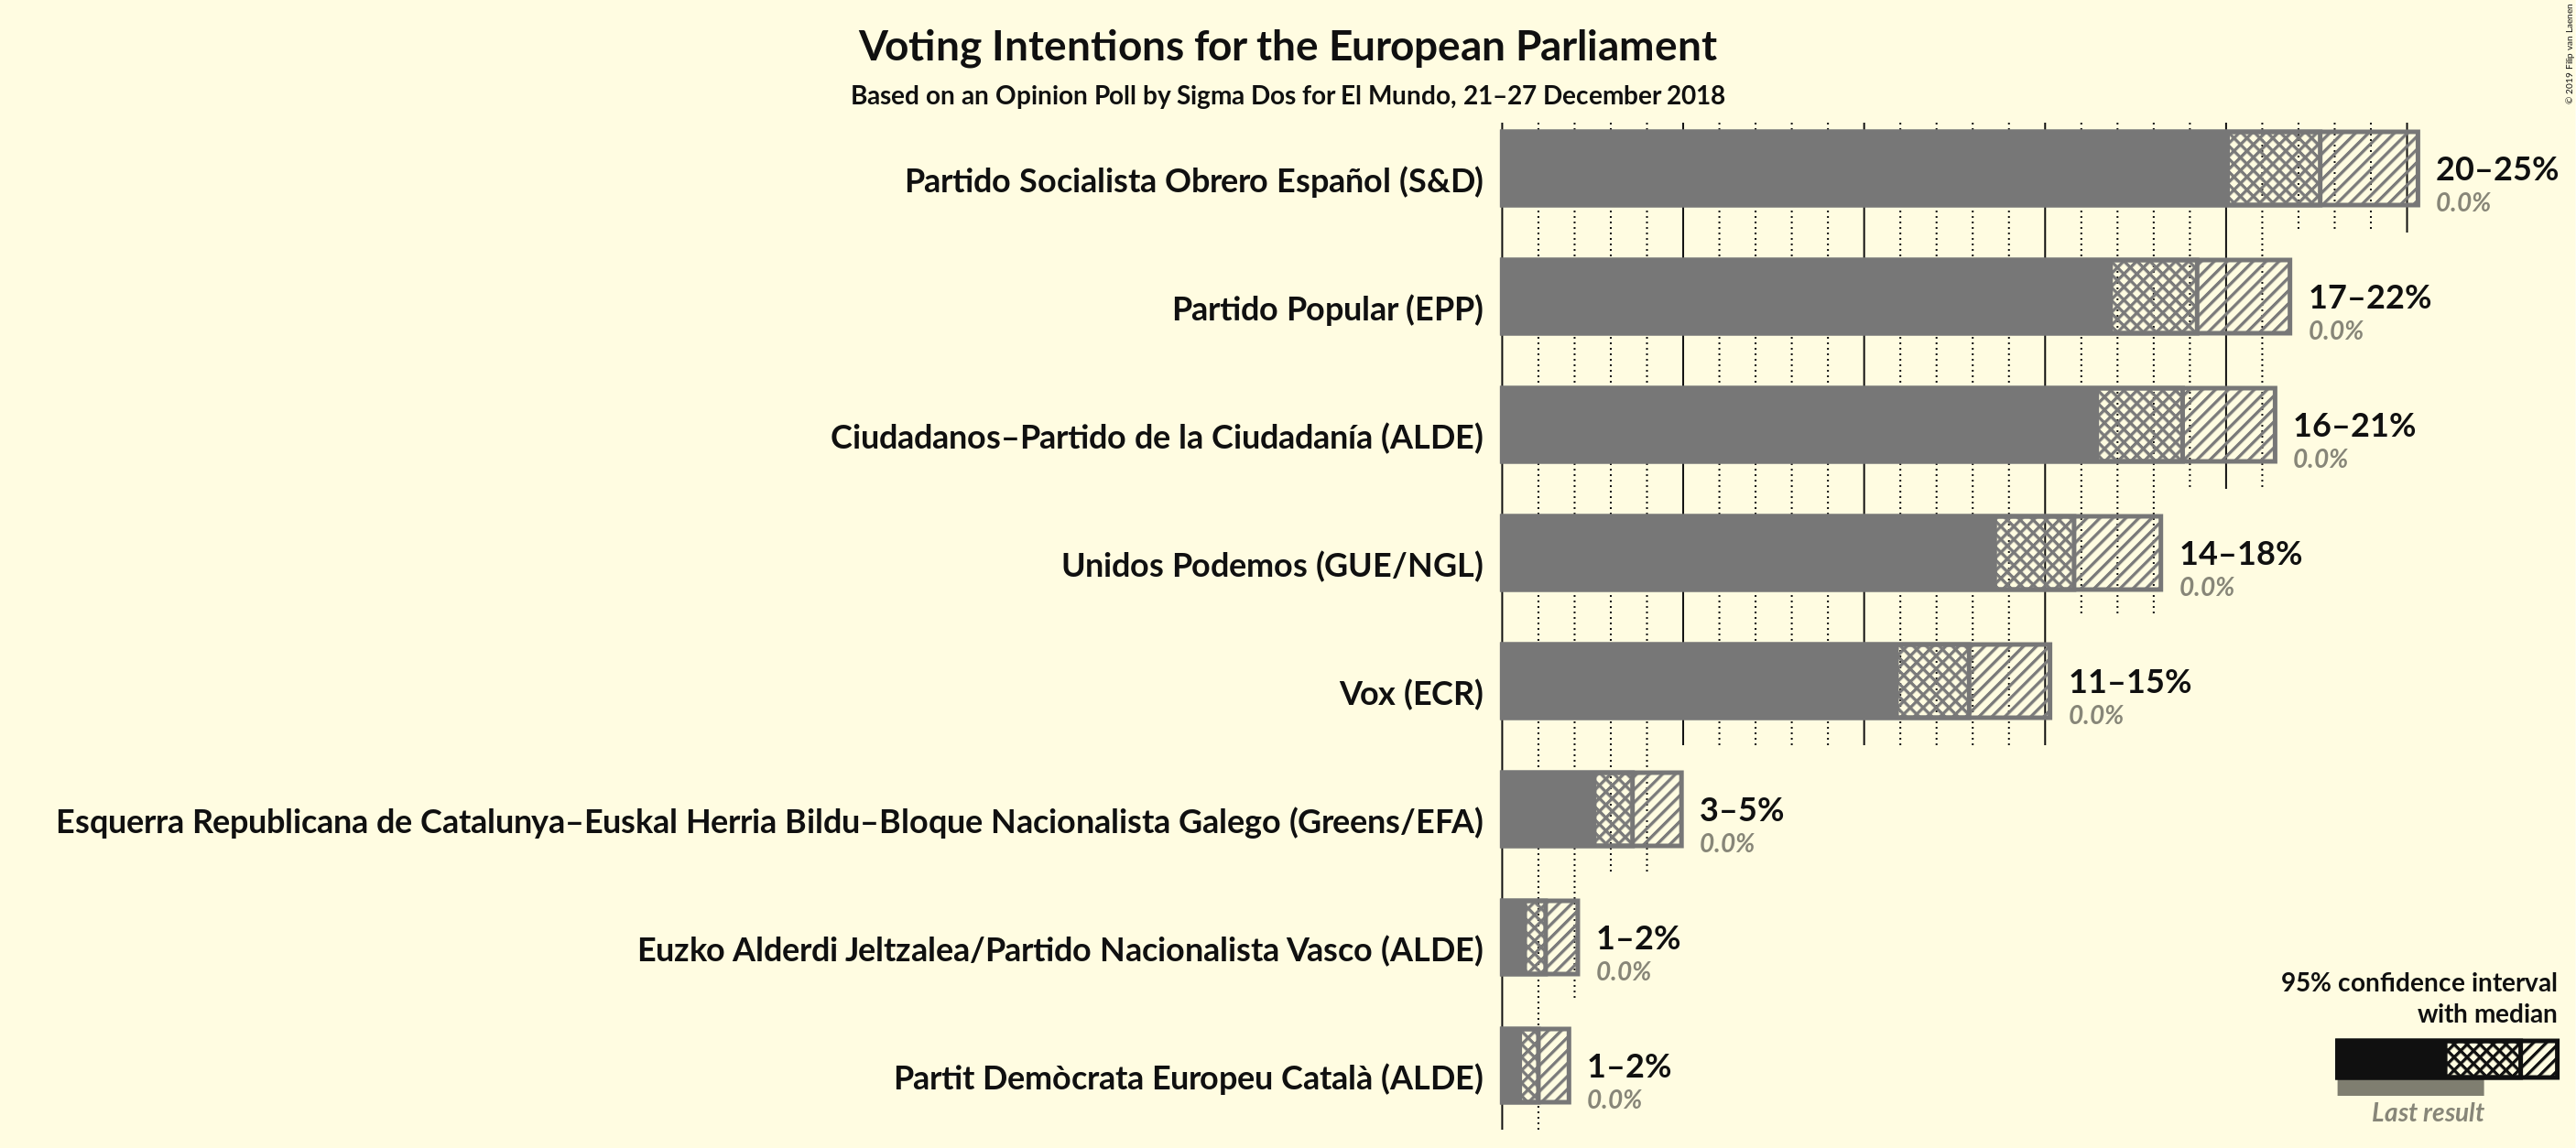 Voting Intentions for the European Parliament
Based on an Opinion Poll by Sigma Dos for El Mundo, 21–27 December 2018
© 2019 Filip van Laenen
Partido Socialista Obrero Español (S&D)
20–25%
0.0%
Partido Popular (EPP)
17–22%
0.0%
Ciudadanos–Partido de la Ciudadanía (ALDE)
16–21%
0.0%
Unidos Podemos (GUE/NGL)
14–18%
0.0%
Vox (ECR)
11–15%
0.0%
Esquerra Republicana de Catalunya–Euskal Herria Bildu–Bloque Nacionalista Galego (Greens/EFA)
3–5%
0.0%
Euzko Alderdi Jeltzalea/Partido Nacionalista Vasco (ALDE)
1–2%
0.0%
Partit Demòcrata Europeu Català (ALDE)
1–2%
0.0%
95% confidence interval
with median
Last result